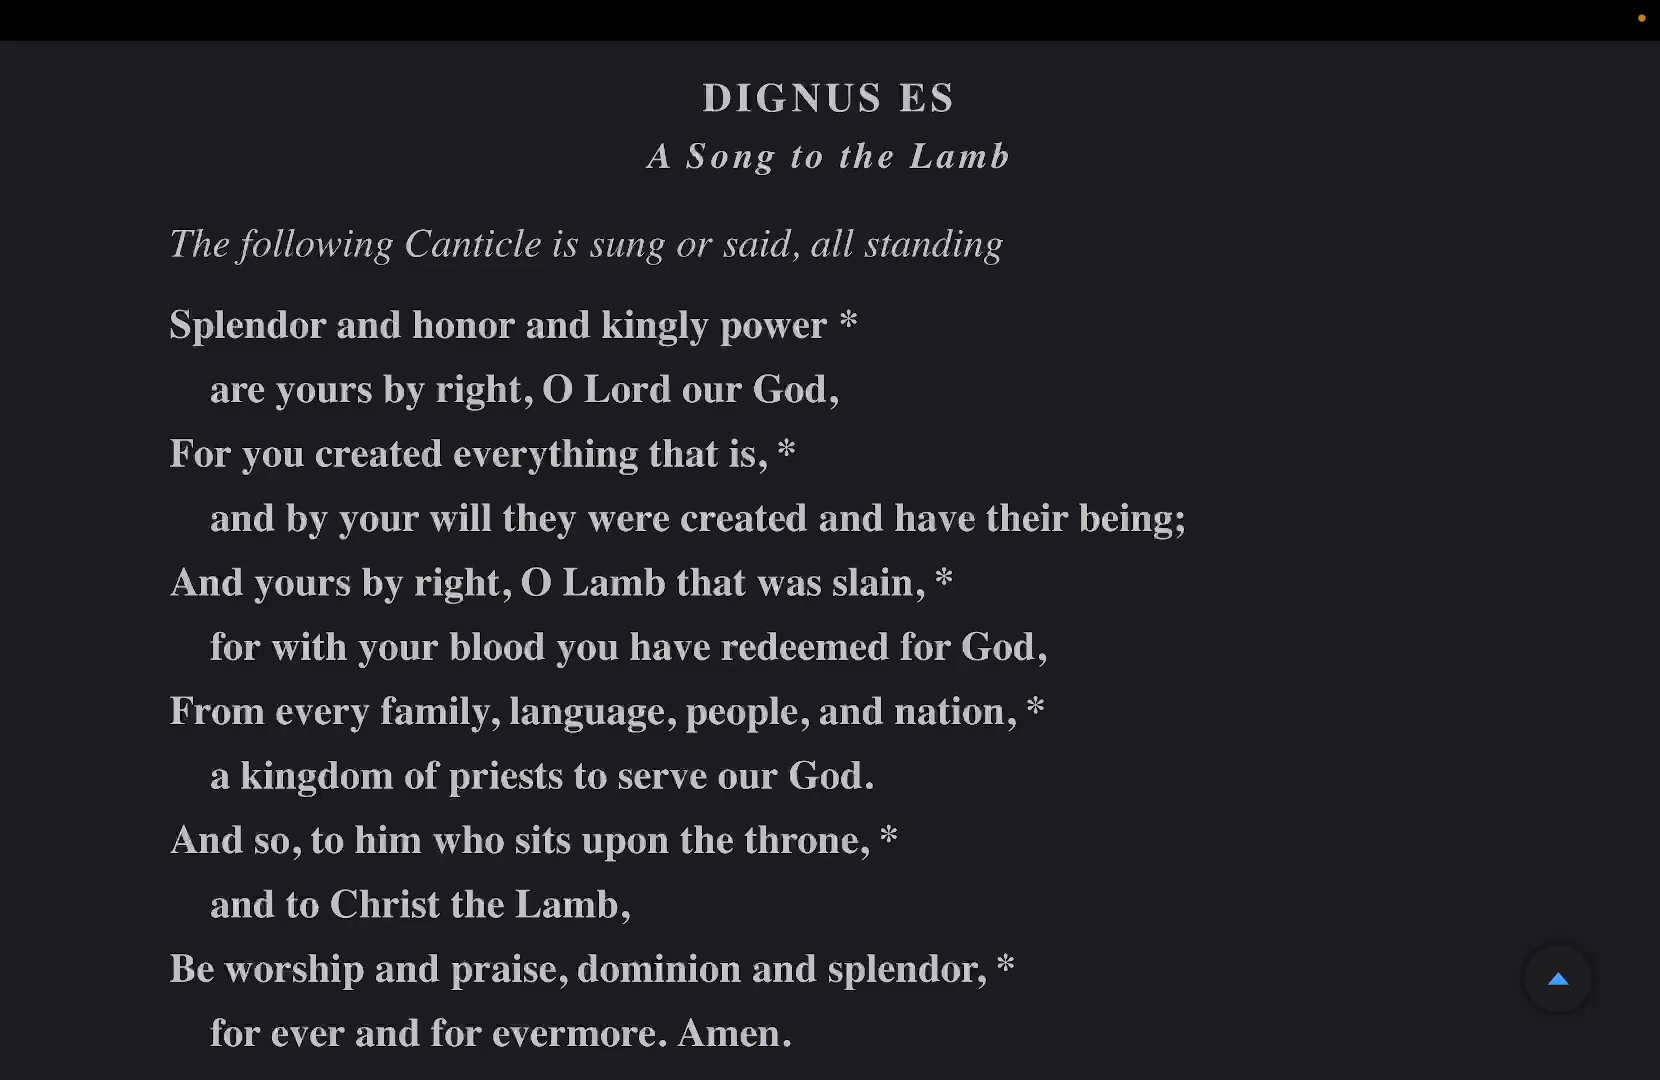 DIGNUS ES
A Song to the Lamb
The following Canticle is sung or said, all standing
Splendor and honor and kingly power *
are yours by right, O Lord our God,
For you created everything that is, *
and by your will they were created and have their being;
And yours by right, O Lamb that was slain, *
for with your blood you have redeemed for God,
From every family, language, people, and nation, *
a kingdom of priests to serve our God.
And so, to him who sits upon the throne, *
and to Christ the Lamb,
Be worship and praise, dominion and splendor, *
for ever and for evermore. Amen.